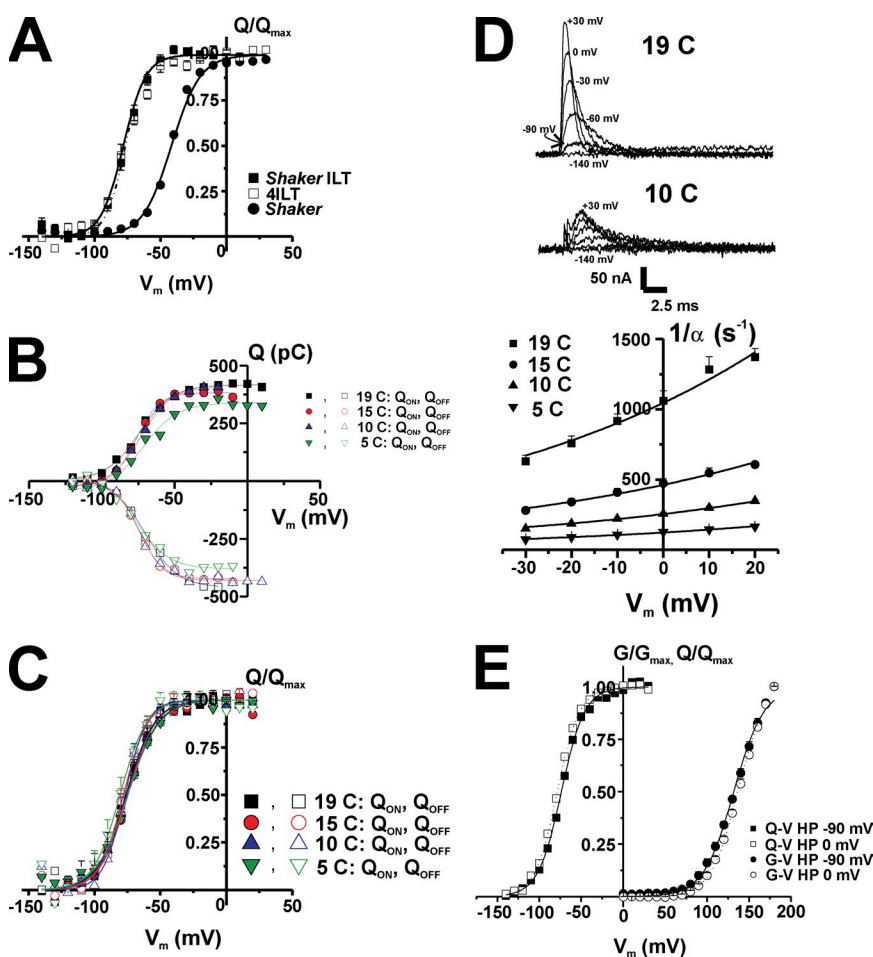 A
Q/Qmax
1.00
0.75
0.50
0.25
Shaker ILT
4ILT
Shaker
-150 -100 -50 0 50
Vm (mV)
B
Q (pC)
500
250
-250
-500
19 C: QON, QOFF
15 C: QON, QOFF
10 C: QON, QOFF
5 C: QON, QOFF
-150 -100 -50 50
Vm (mV)
C
Q/Qmax
1.00
0.75
0.50
0.25
, 19 C: QON, QOFF
, 15 C: QON, QOFF
, 10 C: QON, QOFF
, 5 C: QON, QOFF
-150 -100 -50 0 50
Vm (mV)
D
+30 mV
19 C
0 mV
-30 mV
-60 mV
-90 mV
-140 mV
10 C
+30 mV
-140 mV
50 nA
2.5 ms
1/α (s-1)
1500
1000
500
19 C
15 C
10 C
5 C
-30 -20 -10 0 10 20
Vm (mV)
E
G/Gmax, Q/Qmax
1.00
0.75
0.50
0.25
Q-V HP -90 mV
Q-V HP 0 mV
G-V HP -90 mV
G-V HP 0 mV
-150 -100 -50 0 50 100 150 200
Vm (mV)